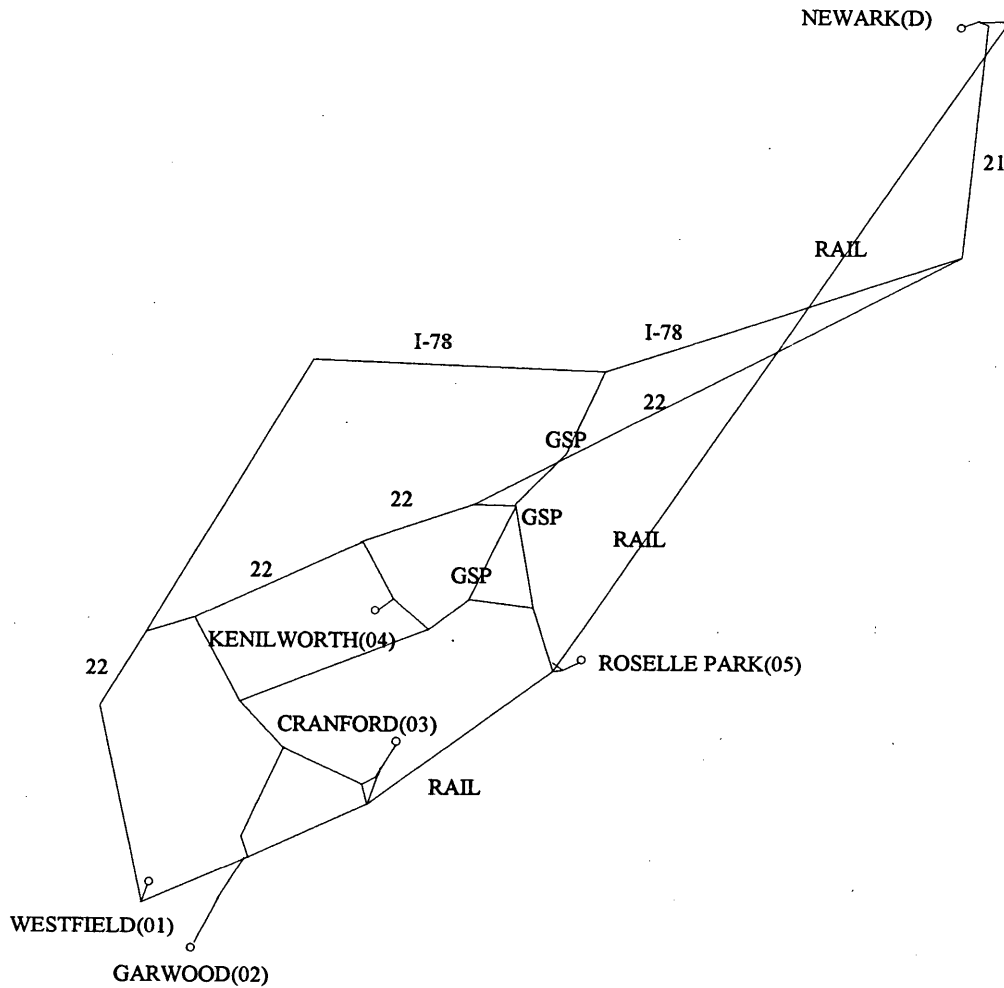 NEWARK(D)
21
RAIL
I-78
I-78
22
GSP
22
GSP
RAIL
22
GSP
KENILWORTH(04)
22
ROSELLE PARK(05)
CRANFORD(03)
RAIL
WESTFIELD(01)
GARWOOD(02)